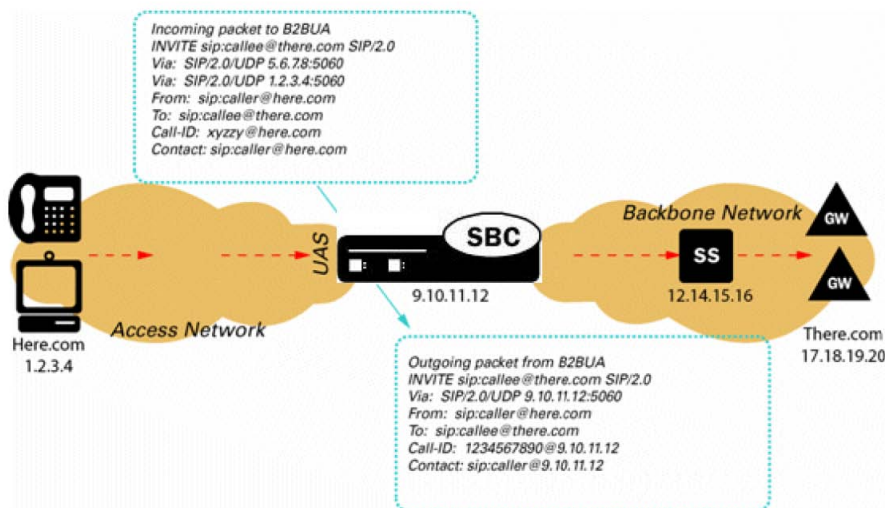 Incoming packet to B2BUA
INVITE sip:callee@there.com SIP/2.0
Via: SIP/2.0/UDP 5.6.7.8:5060
Via: SIP/2.0/UDP 1.2.3.4:5060
From: sip:caller@here.com
To: sip:callee@there.com
Call-ID: xyzzy@here.com
Contact: sip:caller@here.com
Backbone Network
GW
UAS
SBC
SS
GW
9.10.11.12
12.14.15.16
Access Network
Here.com
1.2.3.4
There.com
17.18.19.20
Outgoing packet from B2BUA
INVITE sip:callee@there.com SIP/2.0
Via: SIP/2.0/UDP 9.10.11.12:5060
From: sip:caller@here.com
To: sip:callee@there.com
Call-ID: 1234567890@9.10.11.12
Contact: sip:caller@9.10.11.12